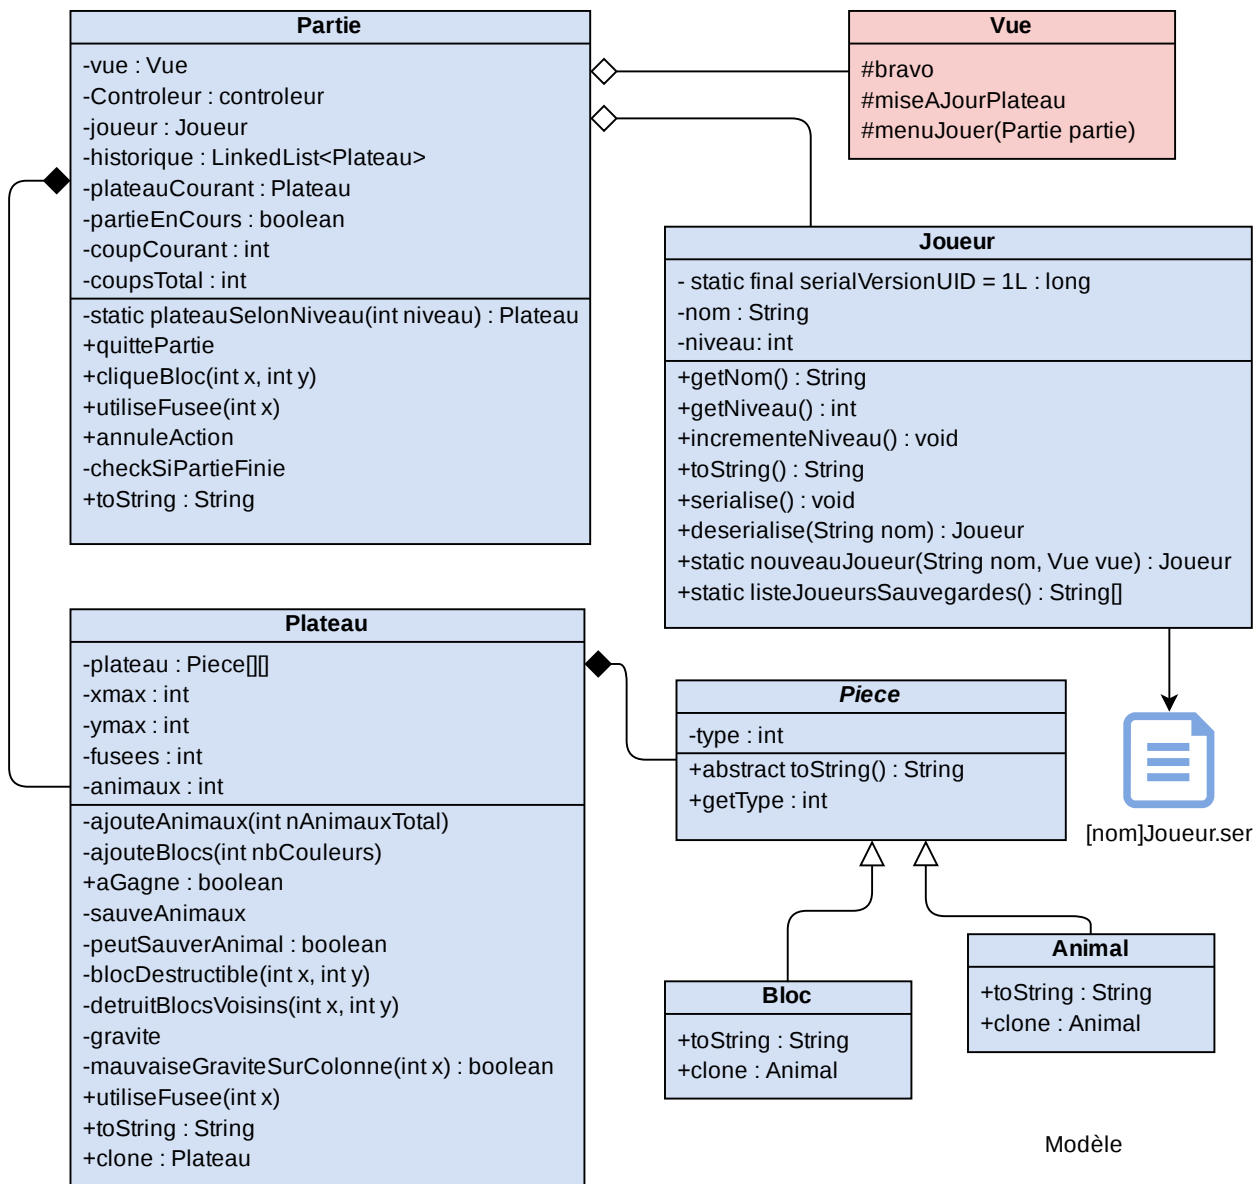 Partie
-vue : Vue
-Controleur : controleur
-joueur : Joueur
-historique : LinkedList<Plateau>
-plateauCourant : Plateau
-partieEnCours : boolean
-coupCourant : int
-coupsTotal : int
-static plateauSelonNiveau(int niveau) : Plateau
+quittePartie
+cliqueBloc(int x, int y)
+utiliseFusee(int x)
+annuleAction
-checkSiPartieFinie
+toString : String
Vue
#bravo
#miseAJourPlateau
#menuJouer(Partie partie)
Joueur
- static final serialVersionUID = 1L : long
-nom : String
-niveau: int
+getNom() : String
+getNiveau() : int
+incrementeNiveau() : void
+toString() : String
+serialise() : void
+deserialise(String nom) : Joueur
+static nouveauJoueur(String nom, Vue vue) : Joueur
+static listeJoueursSauvegardes() : String[]
Plateau
-plateau : Piece[][]
-xmax : int
-ymax : int
-fusees : int
-animaux : int
-ajouteAnimaux(int nAnimauxTotal)
-ajouteBlocs(int nbCouleurs)
+aGagne : boolean
-sauveAnimaux
-peutSauverAnimal : boolean
-blocDestructible(int x, int y)
-detruitBlocsVoisins(int x, int y)
-gravite
-mauvaiseGraviteSurColonne(int x) : boolean
+utiliseFusee(int x)
+toString : String
+clone : Plateau
Piece
-type : int
+abstract toString() : String
+getType : int
[nom]Joueur.ser
Bloc
+toString : String
+clone : Animal
Animal
+toString : String
+clone : Animal
Modèle